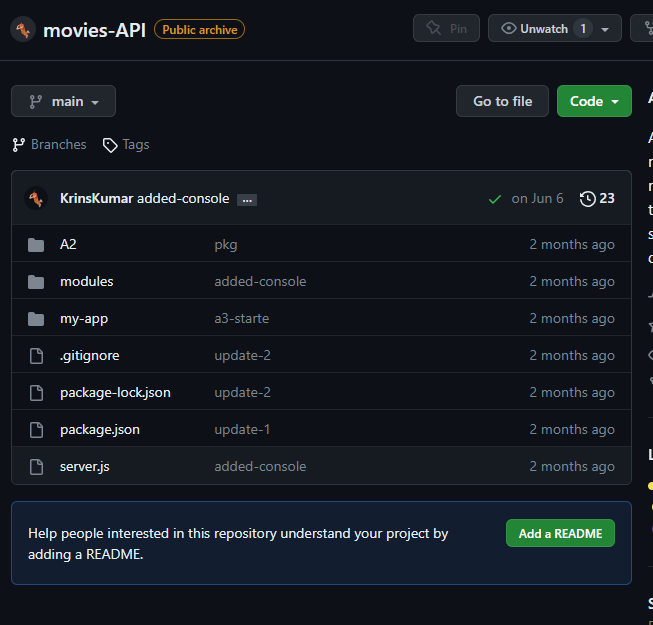 movies-API Public archive Pin Unwatch 1
main Go to file Code
Branches Tags
KrinsKumar added-console ... on Jun 6 23
A2 pkg 2 months ago
modules added-console 2 months ago
my-app a3-starte 2 months ago
.gitignore update-2 2 months ago
package-lock.json update-2 2 months ago
package.json update-1 2 months ago
server.js added-console 2 months ago
Help people interested in this repository understand your project by
adding a README.
Add a README